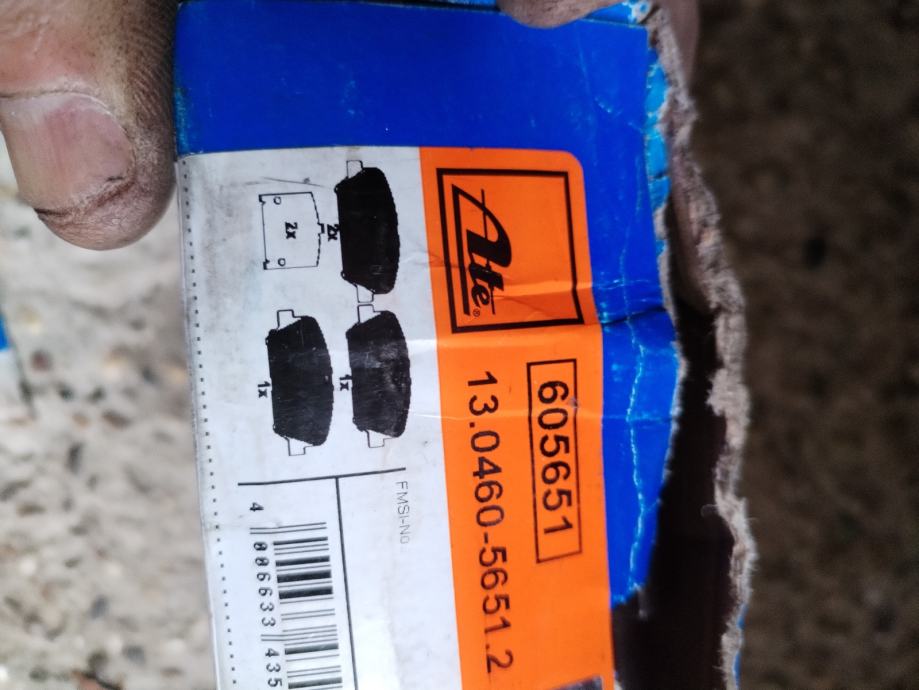 Ate®
605651
13.0460-5651.2
2x
2x
1x
1x
FMSI-No.
4 006633 435